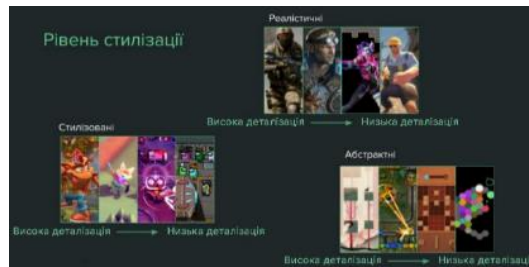 Рівень стилізації
Реалістичні
Висока деталізація → Низька деталізація
Стилізовані
Висока деталізація → Низька деталізація
Абстрактні
Висока деталізація → Низька деталізація